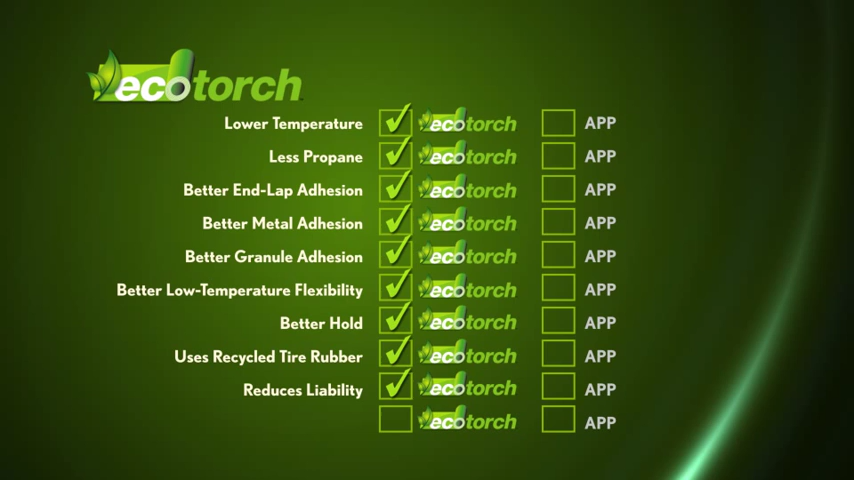 ecotorch
Lower Temperature ecotorch APP
Less Propane ecotorch APP
Better End-Lap Adhesion ecotorch APP
Better Metal Adhesion ecotorch APP
Better Granule Adhesion ecotorch APP
Better Low-Temperature Flexibility ecotorch APP
Better Hold ecotorch APP
Uses Recycled Tire Rubber ecotorch APP
Reduces Liability ecotorch APP
ecotorch APP